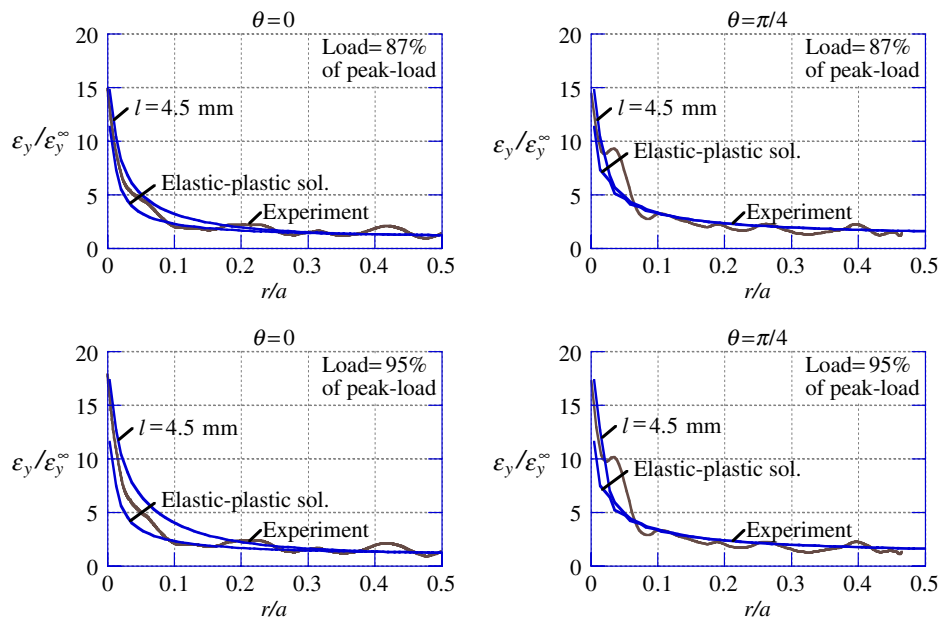 θ=0
20
15
10
5
0
Load= 87%
of peak-load
l=4.5 mm
ε_y/ε_y^∞
Elastic-plastic sol.
Experiment
0 0.1 0.2 0.3 0.4 0.5
r/a
θ=π/4
20
15
10
5
0
Load= 87%
of peak-load
l=4.5 mm
ε_y/ε_y^∞
Elastic-plastic sol.
Experiment
0 0.1 0.2 0.3 0.4 0.5
r/a
θ=0
20
15
10
5
0
Load= 95%
of peak-load
l=4.5 mm
ε_y/ε_y^∞
Elastic-plastic sol.
Experiment
0 0.1 0.2 0.3 0.4 0.5
r/a
θ=π/4
20
15
10
5
0
Load= 95%
of peak-load
l=4.5 mm
ε_y/ε_y^∞
Elastic-plastic sol.
Experiment
0 0.1 0.2 0.3 0.4 0.5
r/a